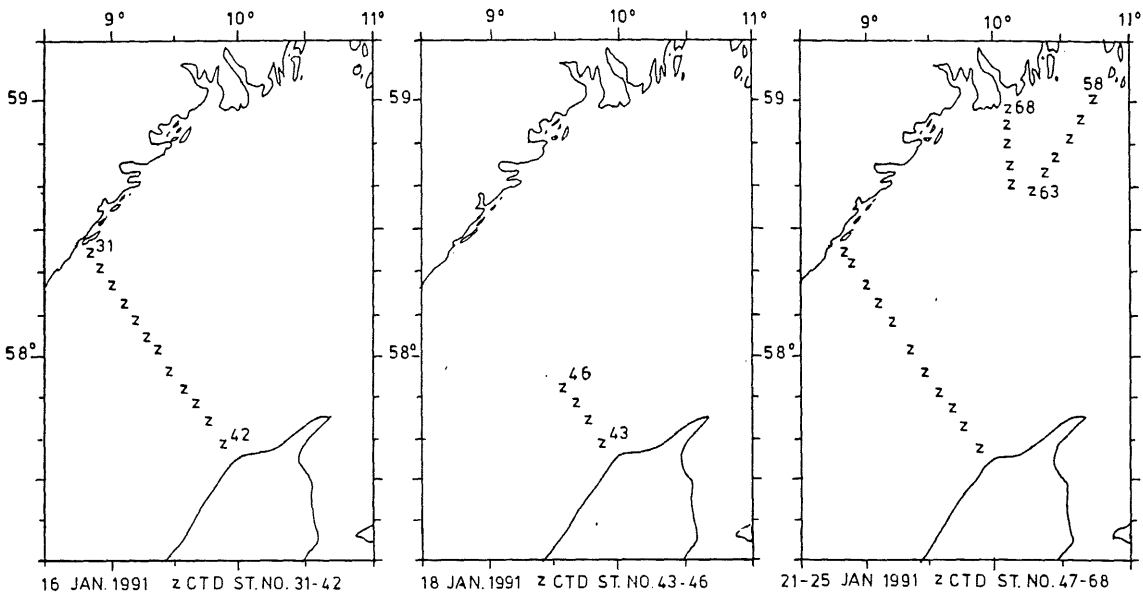 9° 10° 11° 9° 10° 11° 9° 10° 11°
59 59 59
58° 58° 58°
z31
z42
z46
z43
58
z68
z63
16 JAN. 1991 z CTD ST. NO. 31-42
18 JAN. 1991 z CTD ST. NO. 43-46
21-25 JAN 1991 z CTD ST. NO. 47-68